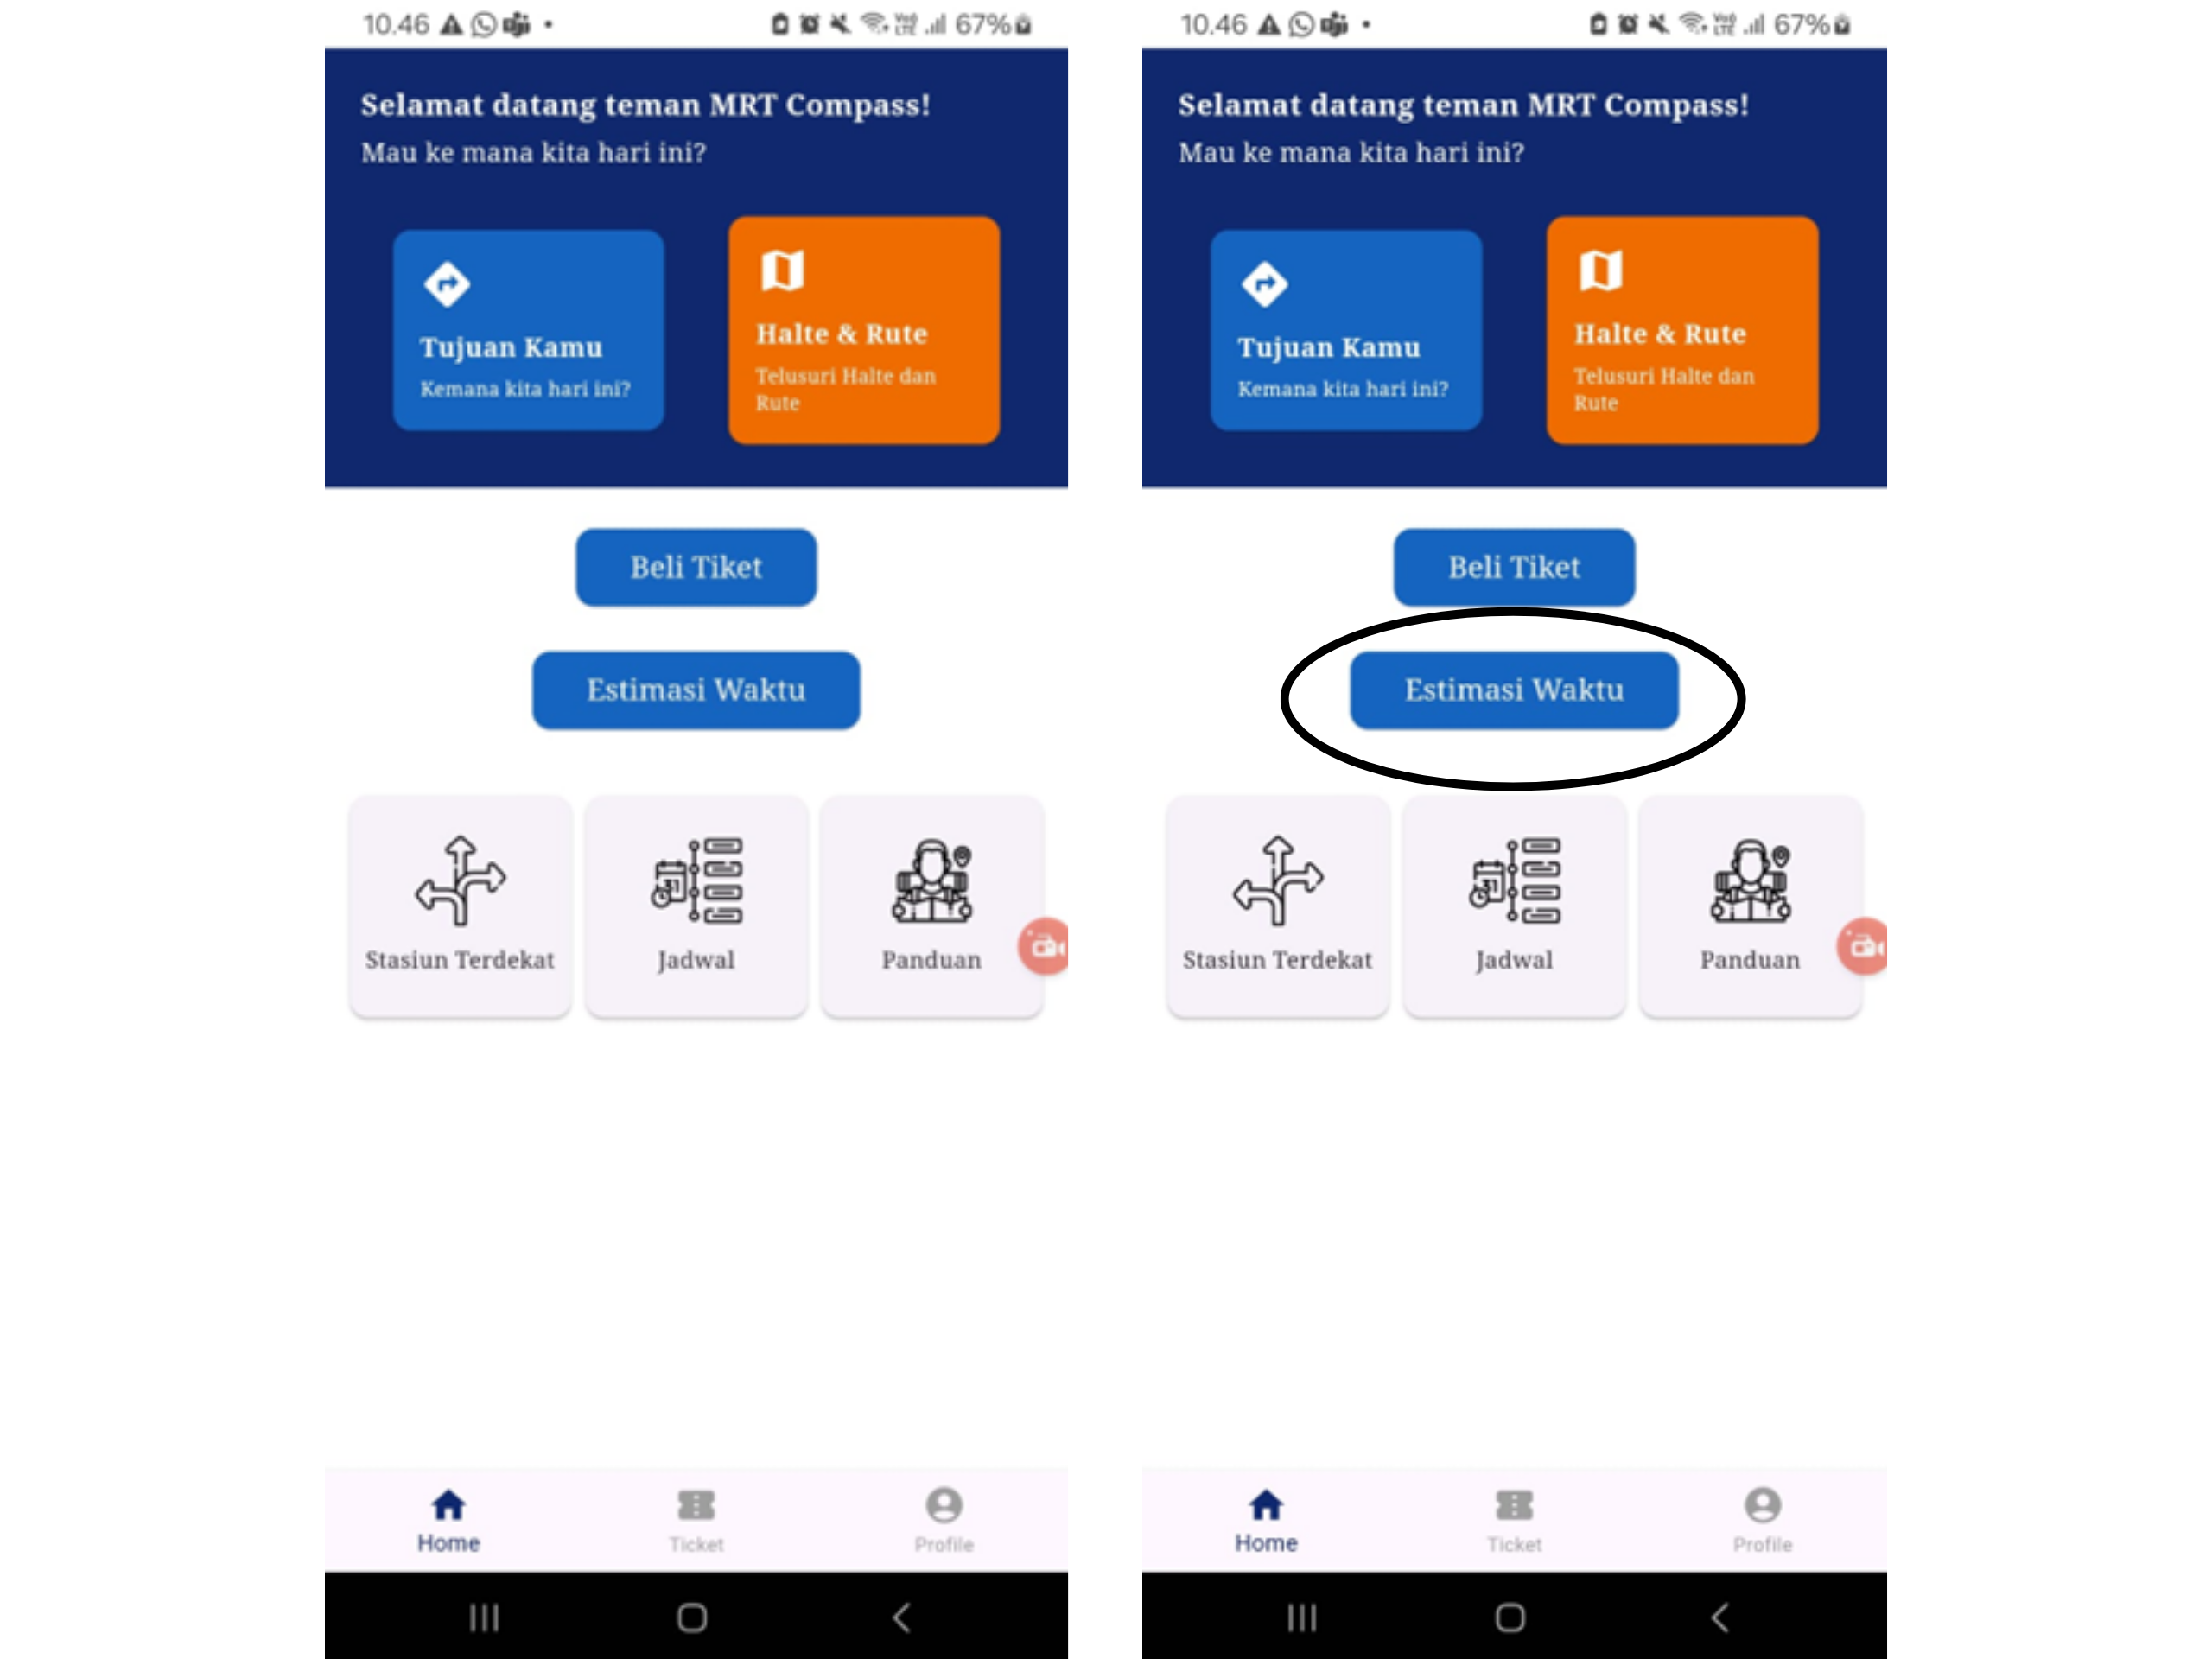 10.46
67%
Selamat datang teman MRT Compass!
Mau ke mana kita hari ini?
Tujuan Kamu
Kemana kita hari ini?
Halte & Rute
Telusuri Halte dan
Rute
Beli Tiket
Estimasi Waktu
31
Stasiun Terdekat
Jadwal
Panduan
Home
Ticket
Profile
10.46
67%
Selamat datang teman MRT Compass!
Mau ke mana kita hari ini?
Tujuan Kamu
Kemana kita hari ini?
Halte & Rute
Telusuri Halte dan
Rute
Beli Tiket
Estimasi Waktu
31
Stasiun Terdekat
Jadwal
Panduan
Home
Ticket
Profile